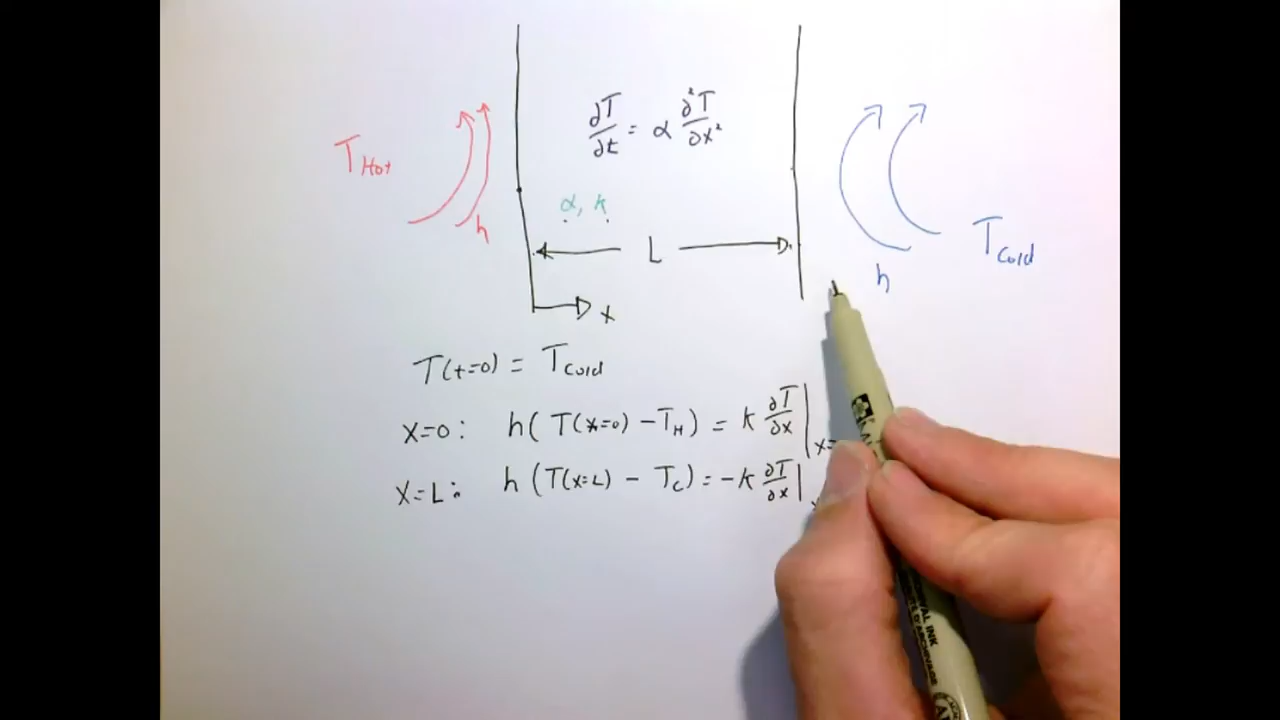 ∂T/∂t = α ∂²T/∂x²
T_Hot
h
α, k
L
T_Cold
h
x
T(t=0) = T_Cold
x=0: h( T(x=0) - T_H ) = k ∂T/∂x |x=
x=L: h (T(x=L) - T_C) = -k ∂T/∂x |x